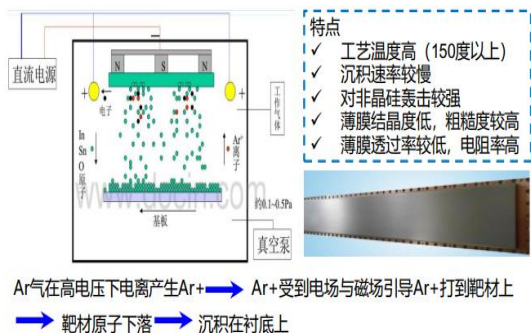 直流电源
N
S
N
+
+
电子
工作气体
In
Sn
O
原子
Ar+
离子
www.docin.com
约0.1~0.5Pa
基板
真空泵
特点
✓ 工艺温度高（150度以上）
✓ 沉积速率较慢
✓ 对非晶硅轰击较强
✓ 薄膜结晶度低，粗糙度较高
✓ 薄膜透过率较低，电阻率高
Ar气在高电压下电离产生Ar+ Ar+受到电场与磁场引导Ar+打到靶材上
靶材原子下落 沉积在衬底上